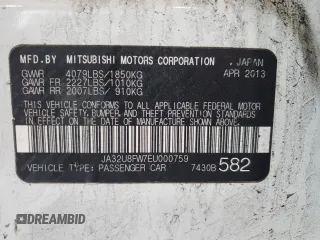 MFD.BY MITSUBISHI MOTORS CORPORATION JAPAN
GVWR 4079LBS/1850KG APR 2013
GAWR FR 2227LBS/1010KG
GAWR RR 2007LBS/ 910KG
THIS VEHICLE CONFORMS TO ALL APPLICABLE
FEDERAL MOTOR VEHICLE
SAFETY, BUMPER, AND THEFT PREVENTION
STANDARDS IN EFFECT ON THE DATE OF
MANUFACTURE SHOWN ABOVE.
JA32U8FW7EU000759
VEHICLE TYPE: PASSENGER CAR 7430B 582
DREAMBID